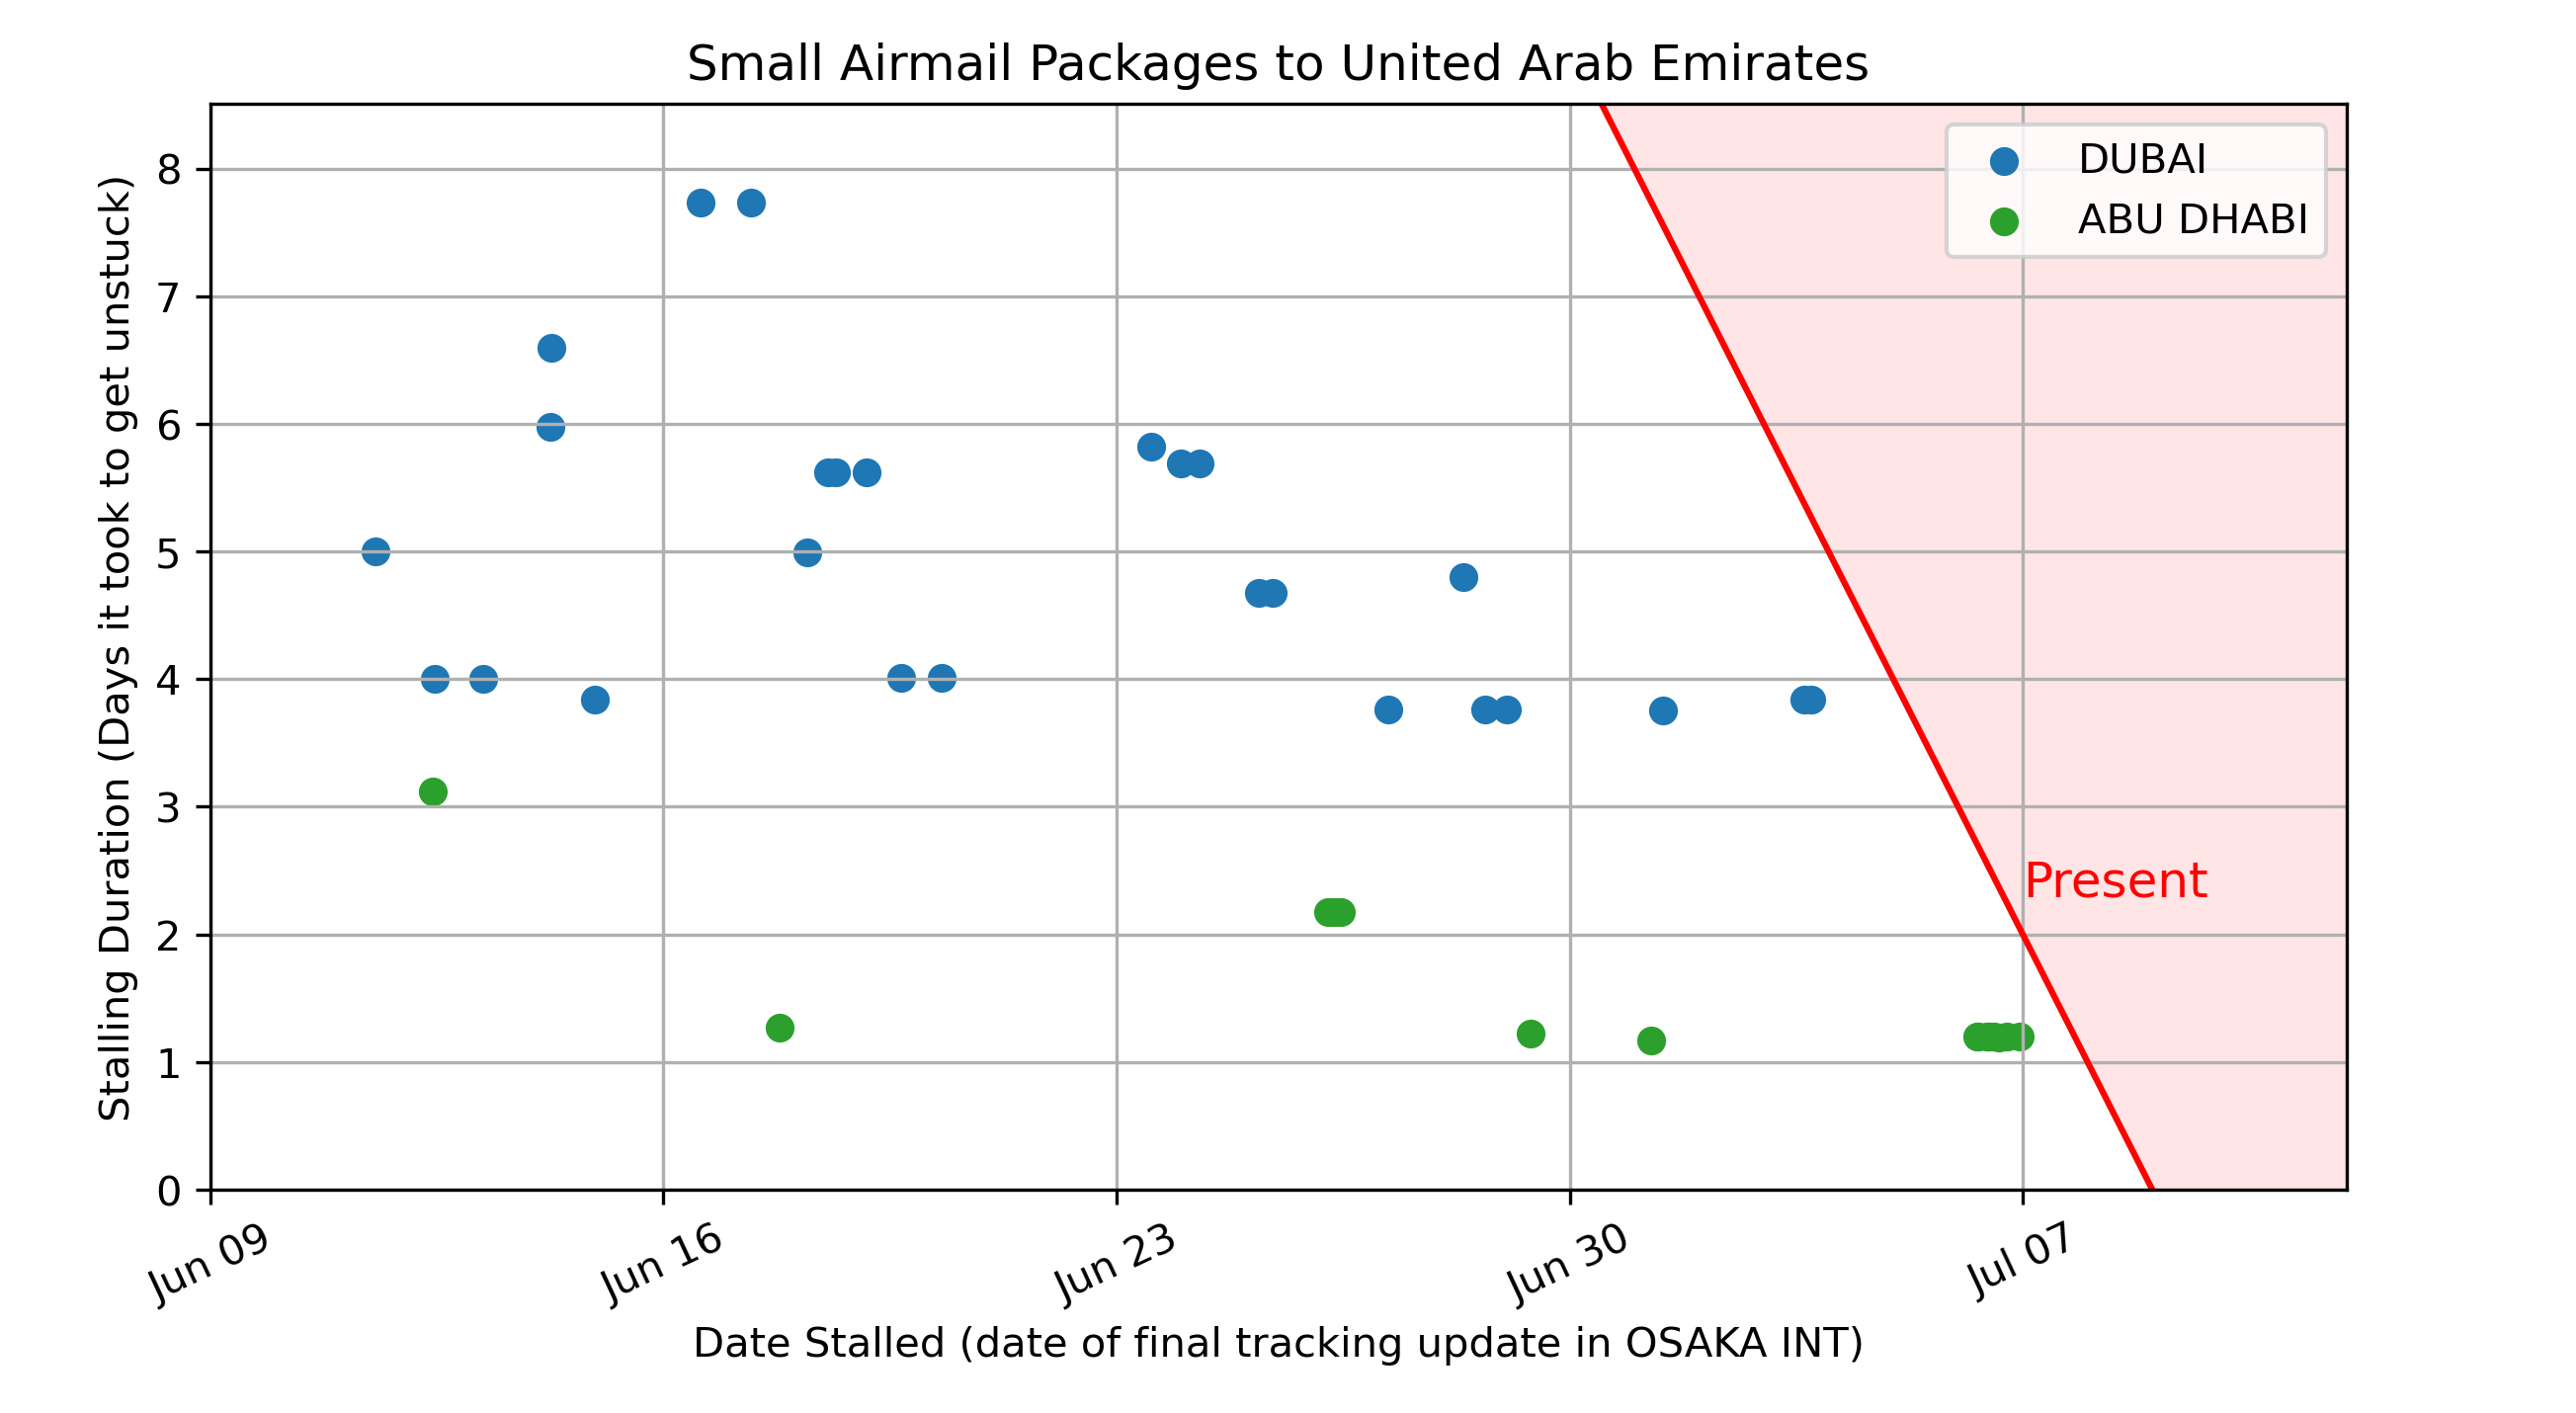 Small Airmail Packages to United Arab Emirates
Stalling Duration (Days it took to get unstuck)
8
7
6
5
4
3
2
1
0
DUBAI
ABU DHABI
Present
Jun 09
Jun 16
Jun 23
Jun 30
Jul 07
Date Stalled (date of final tracking update in OSAKA INT)